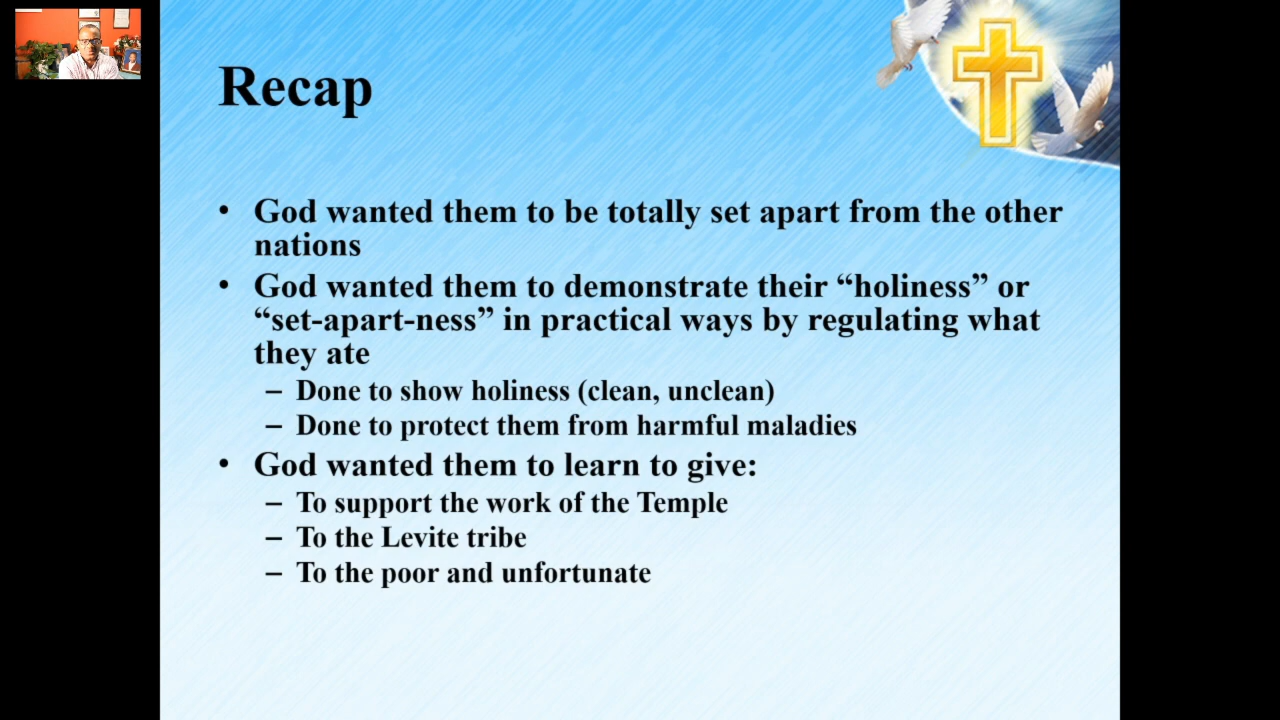 Recap
• God wanted them to be totally set apart from the other
nations
• God wanted them to demonstrate their “holiness” or
“set-apart-ness” in practical ways by regulating what
they ate
– Done to show holiness (clean, unclean)
– Done to protect them from harmful maladies
• God wanted them to learn to give:
– To support the work of the Temple
– To the Levite tribe
– To the poor and unfortunate